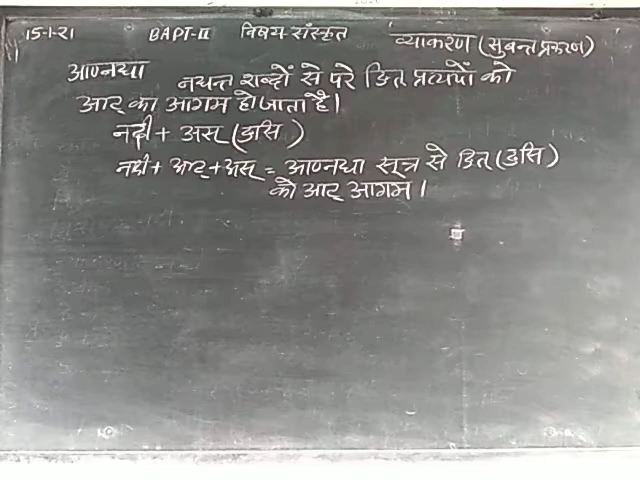 15-1-21 BAPT-II विषय-संस्कृत व्याकरण (सुबन्त प्रकरण)
आण्नद्या नद्यन्त शब्दों से परे ङित् प्रत्ययों को
आट् का आगम हो जाता है।
नदी + अस् (ङसि)
नदी + आट् + अस् = आण्नद्या सूत्र से ङित् (ङसि)
को आट् आगम।